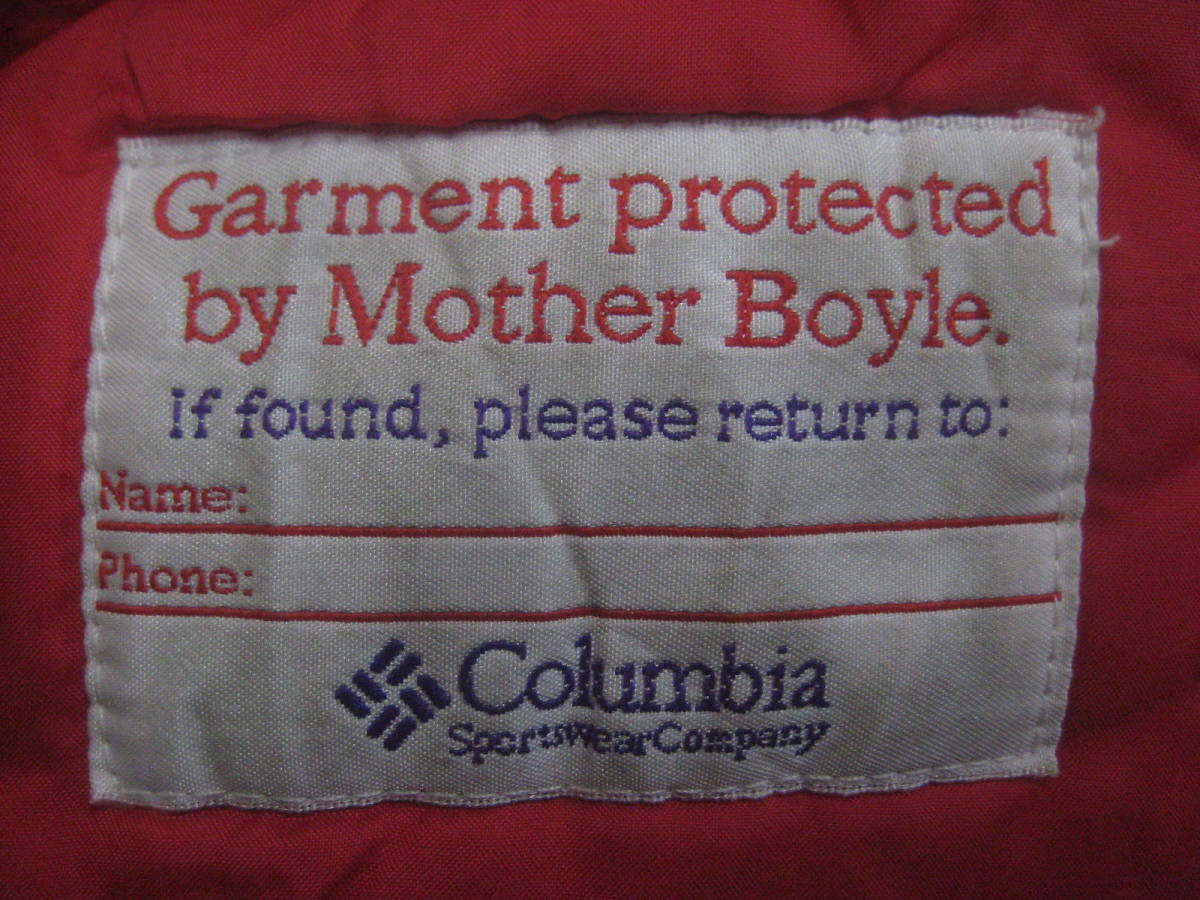 Garment protected
by Mother Boyle.
If found, please return to:
Name:
Phone:
Columbia
SportswearCompany